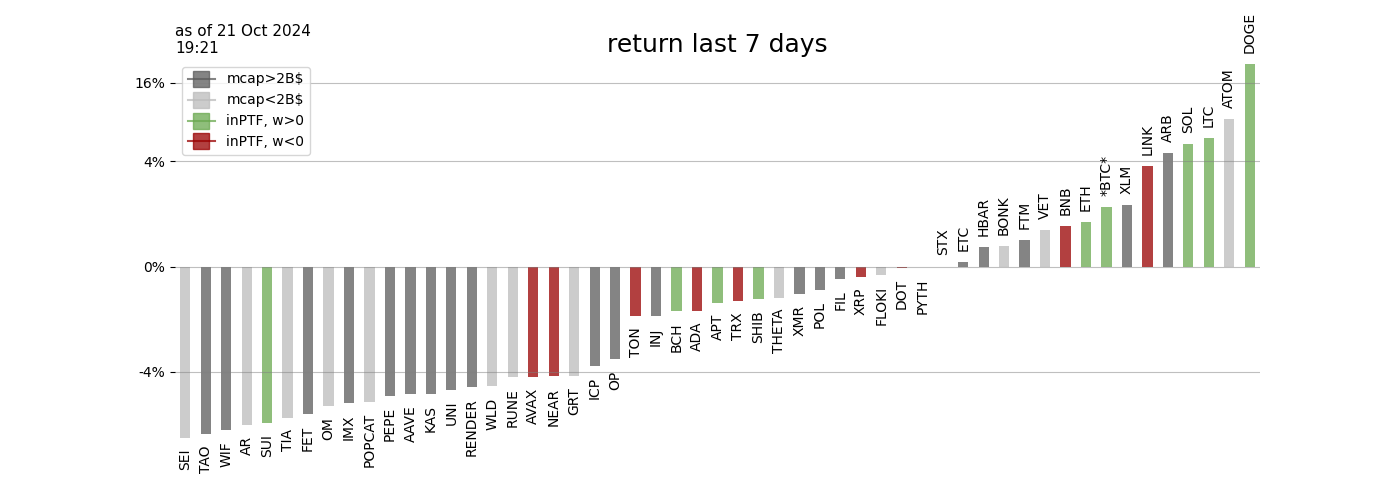 as of 21 Oct 2024
19:21
return last 7 days
mcap>2B$
mcap<2B$
inPTF, w>0
inPTF, w<0
16%
4%
0%
-4%
SEI
TAO
WIF
AR
SUI
TIA
FET
OM
IMX
POPCAT
PEPE
AAVE
KAS
UNI
RENDER
WLD
RUNE
AVAX
NEAR
GRT
ICP
OP
TON
INJ
BCH
ADA
APT
TRX
SHIB
THETA
XMR
POL
FIL
XRP
FLOKI
DOT
PYTH
STX
ETC
HBAR
BONK
FTM
VET
BNB
ETH
*BTC*
XLM
LINK
ARB
SOL
LTC
ATOM
DOGE